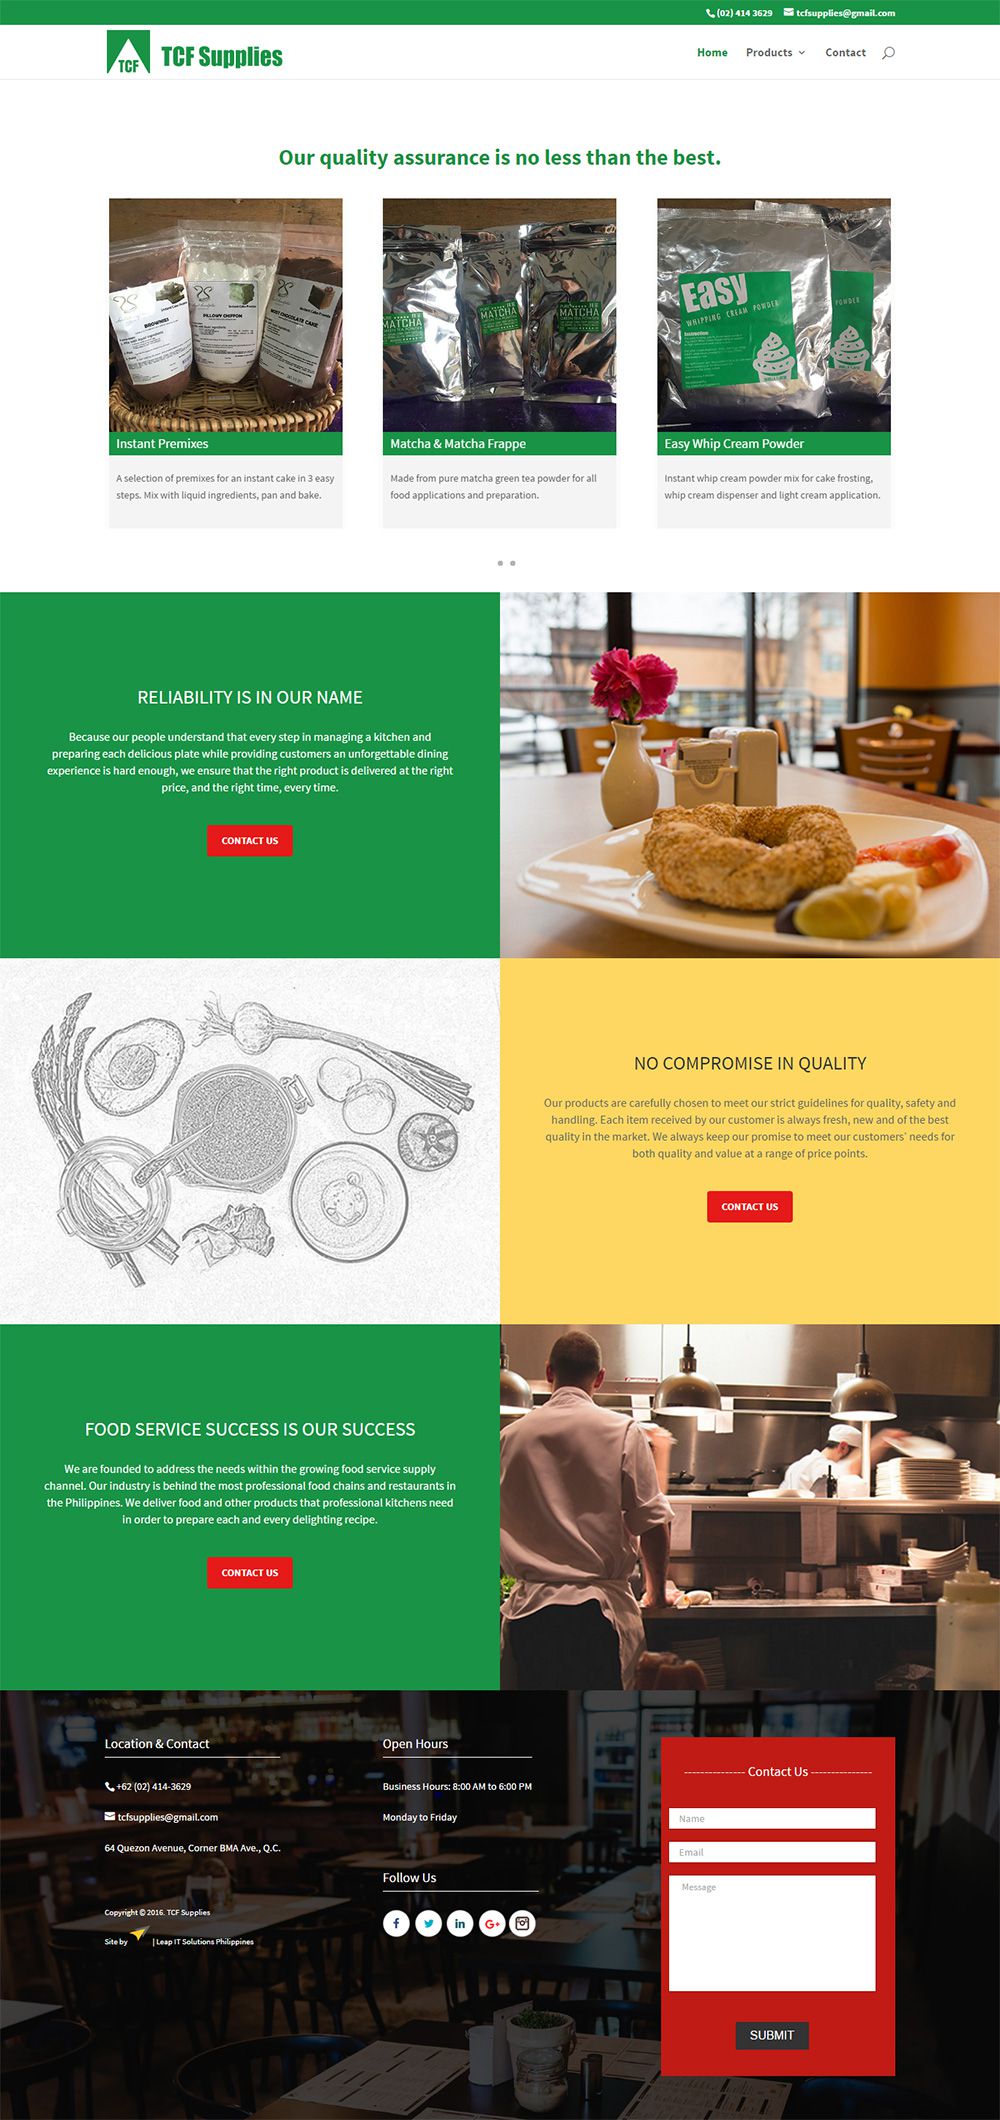 (02) 414 3629 tcfsupplies@gmail.com
TCF
TCF Supplies
Home Products Contact
Our quality assurance is no less than the best.
BROWNIES
PILLOWY CHIFFON
MOIST CHOCOLATE CAKE
MATCHA
MATCHA
MATCHA
Easy
WHIPPING CREAM POWDER
POWDER
Instant Premixes
Matcha & Matcha Frappe
Easy Whip Cream Powder
A selection of premixes for an instant cake in 3 easy
steps. Mix with liquid ingredients, pan and bake.
Made from pure matcha green tea powder for all
food applications and preparation.
Instant whip cream powder mix for cake frosting,
whip cream dispenser and light cream application.
RELIABILITY IS IN OUR NAME
Because our people understand that every step in managing a kitchen and
preparing each delicious plate while providing customers an unforgettable dining
experience is hard enough, we ensure that the right product is delivered at the right
price, and the right time, every time.
CONTACT US
NO COMPROMISE IN QUALITY
Our products are carefully chosen to meet our strict guidelines for quality, safety and
handling. Each item received by our customer is always fresh, new and of the best
quality in the market. We always keep our promise to meet our customers' needs for
both quality and value at a range of price points.
CONTACT US
FOOD SERVICE SUCCESS IS OUR SUCCESS
We are founded to address the needs within the growing food service supply
channel. Our industry is behind the most professional food chains and restaurants in
the Philippines. We deliver food and other products that professional kitchens need
in order to prepare each and every delighting recipe.
CONTACT US
Location & Contact
+62 (02) 414-3629
tcfsupplies@gmail.com
64 Quezon Avenue, Corner BMA Ave., Q.C.
Copyright © 2016. TCF Supplies
Site by | Leap IT Solutions Philippines
Open Hours
Business Hours: 8:00 AM to 6:00 PM
Monday to Friday
Follow Us
f in G+
--------------- Contact Us ---------------
Name
Email
Message
SUBMIT